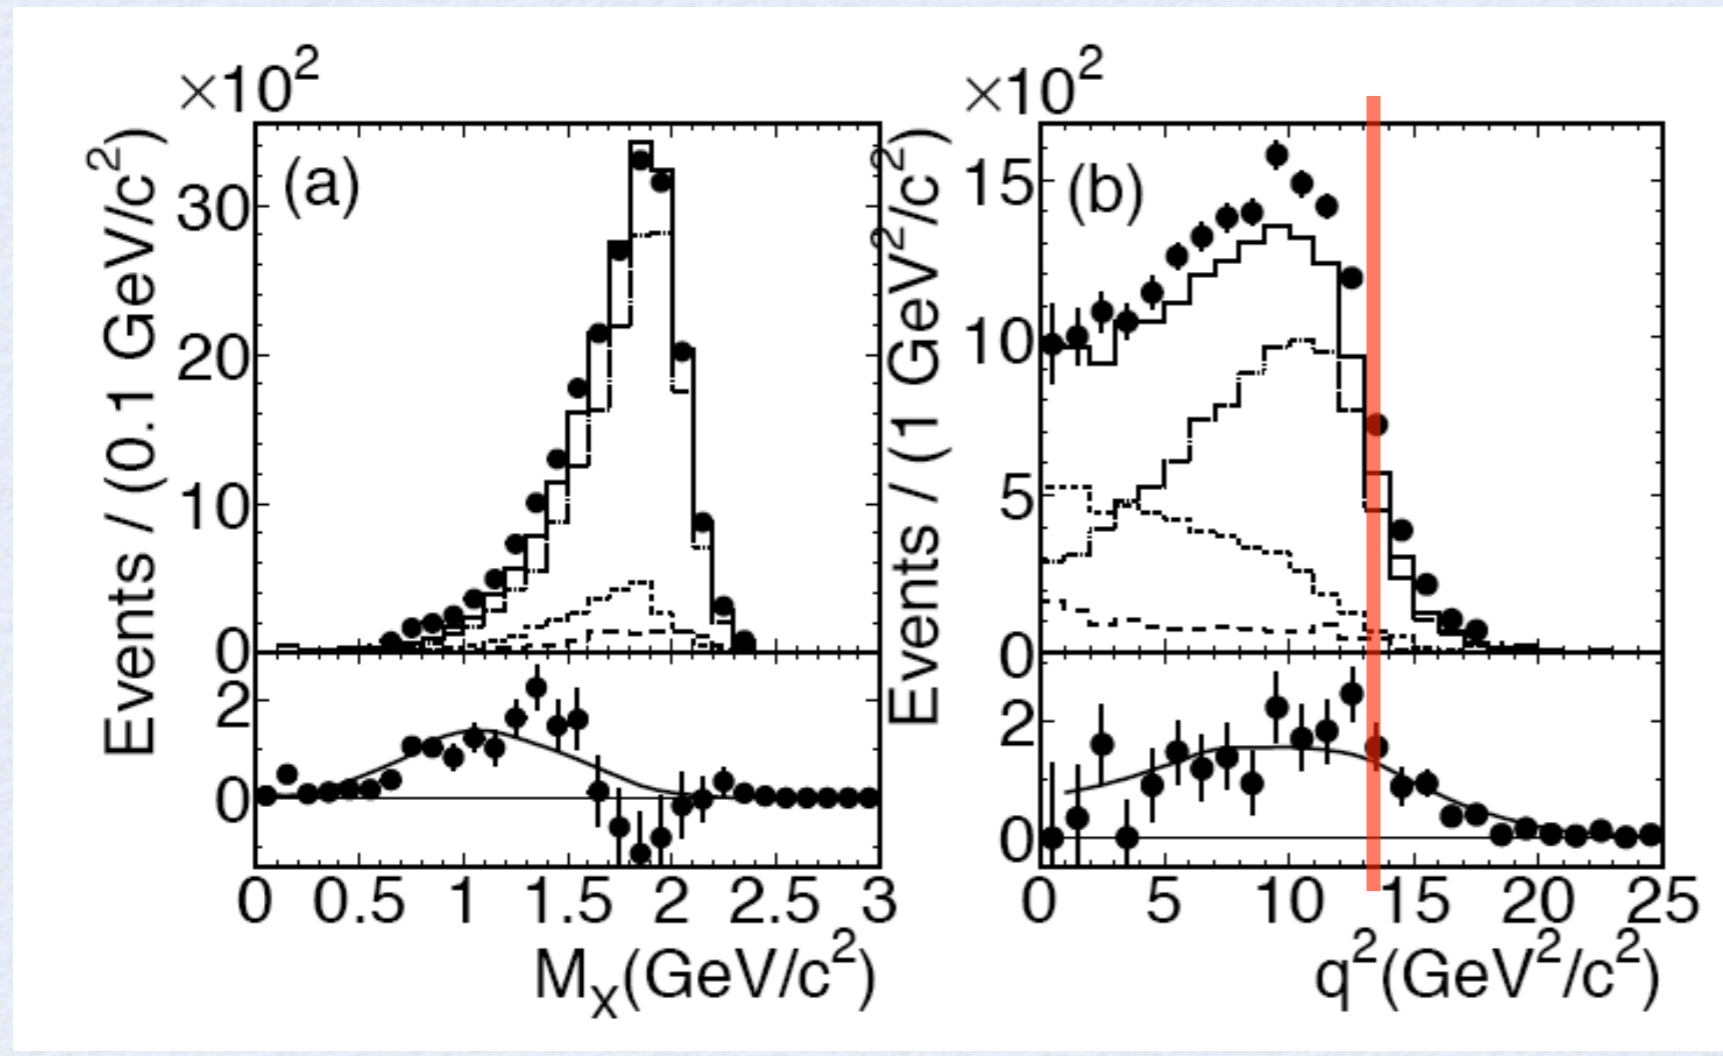 ×10²
Events / (0.1 GeV/c²)
(a)
30
20
10
0
2
0
0 0.5 1 1.5 2 2.5 3
M_X(GeV/c²)
×10²
Events / (1 GeV²/c²)
(b)
15
10
5
0
2
0
0 5 10 15 20 25
q²(GeV²/c²)